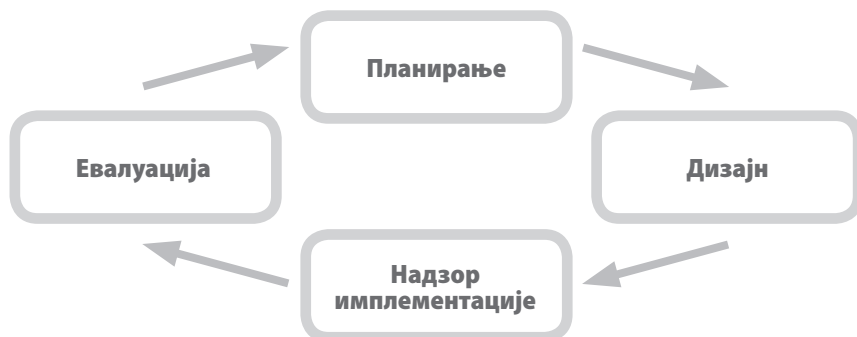 Планирање
Евалуација
Дизајн
Надзор
имплементације